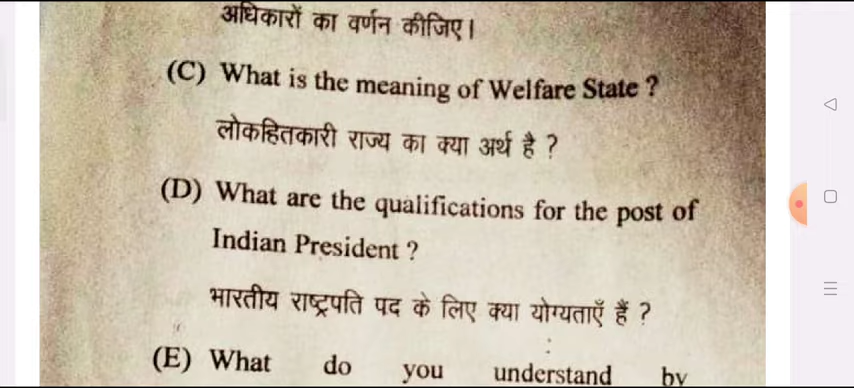 अधिकारों का वर्णन कीजिए।
(C) What is the meaning of Welfare State ?
लोकहितकारी राज्य का क्या अर्थ है ?
(D) What are the qualifications for the post of
Indian President ?
भारतीय राष्ट्रपति पद के लिए क्या योग्यताएँ हैं ?
(E) What do you understand by